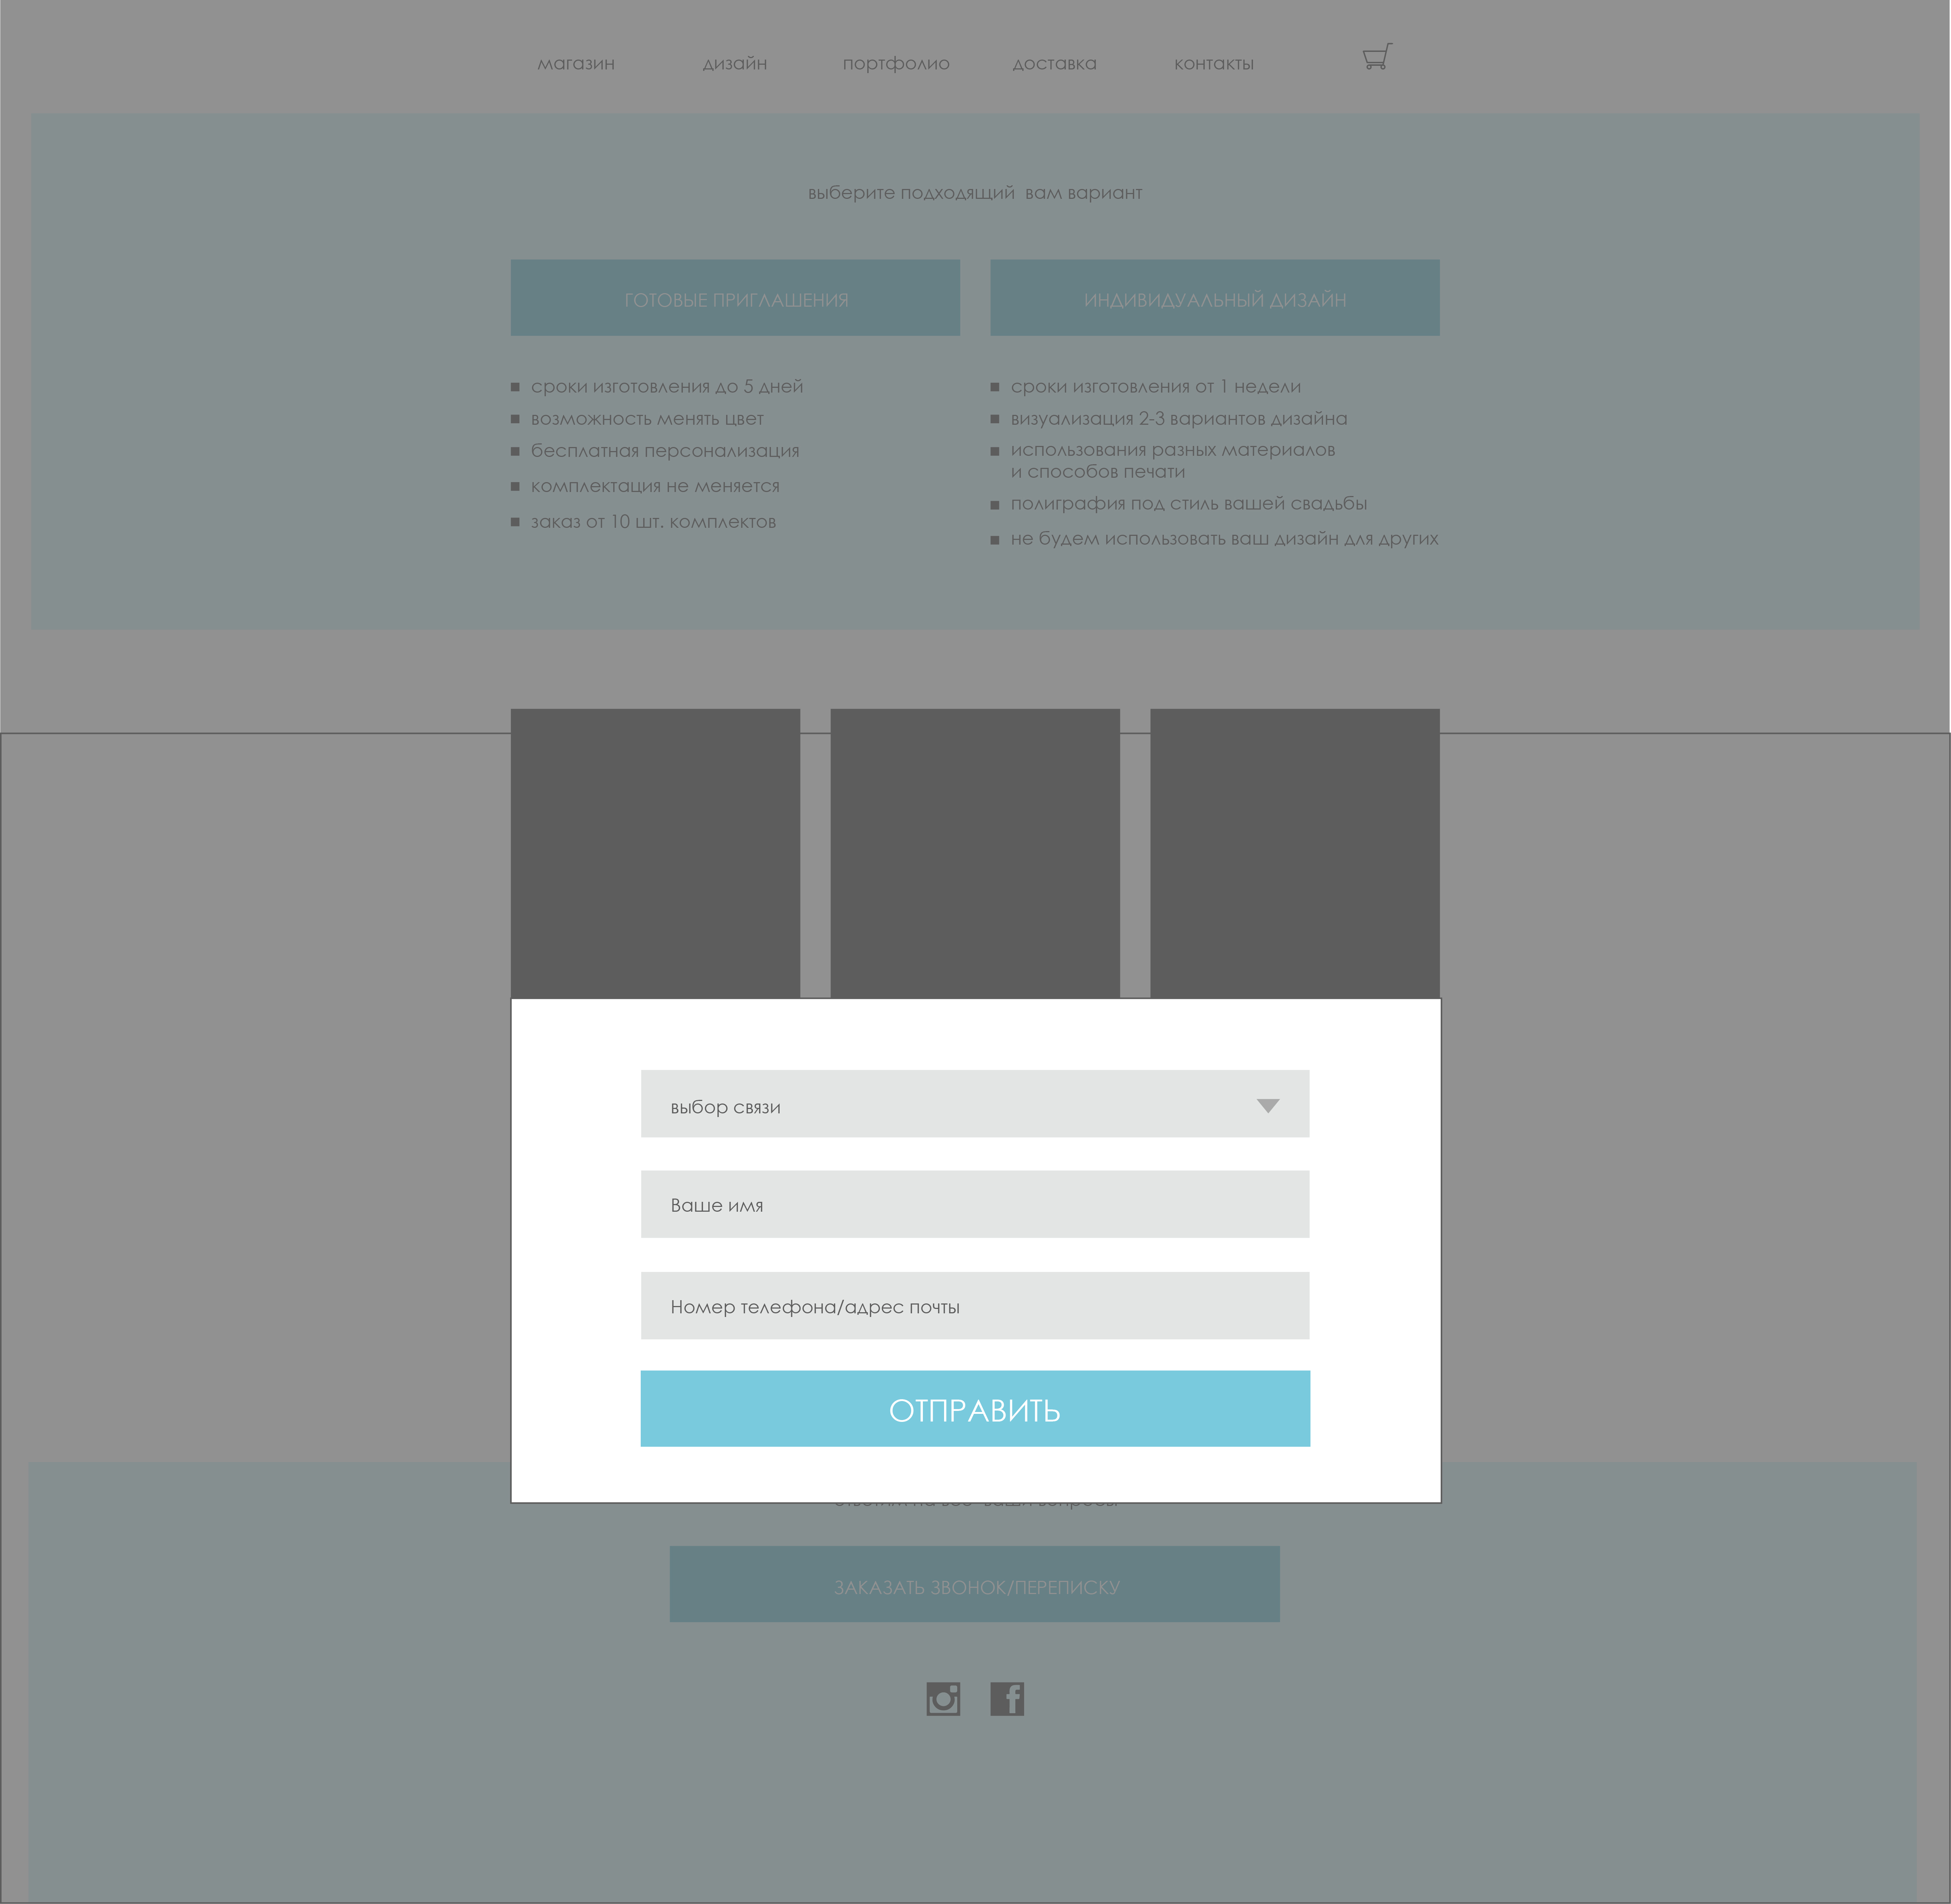 магазин дизайн портфолио доставка контакты
выберите подходящий вам вариант
ГОТОВЫЕ ПРИГЛАШЕНИЯ
сроки изготовления до 5 дней
возможность менять цвет
бесплатная персонализация
комплектация не меняется
заказ от 10 шт. комплектов
ИНДИВИДУАЛЬНЫЙ ДИЗАЙН
сроки изготовления от 1 недели
визуализация 2-3 вариантов дизайна
использования разных материалов
и способов печати
полиграфия под стиль вашей свадьбы
не будем использовать ваш дизайн для других
выбор связи
Ваше имя
Номер телефона/адрес почты
ОТПРАВИТЬ
ЗАКАЗАТЬ ЗВОНОК/ПЕРЕПИСКУ